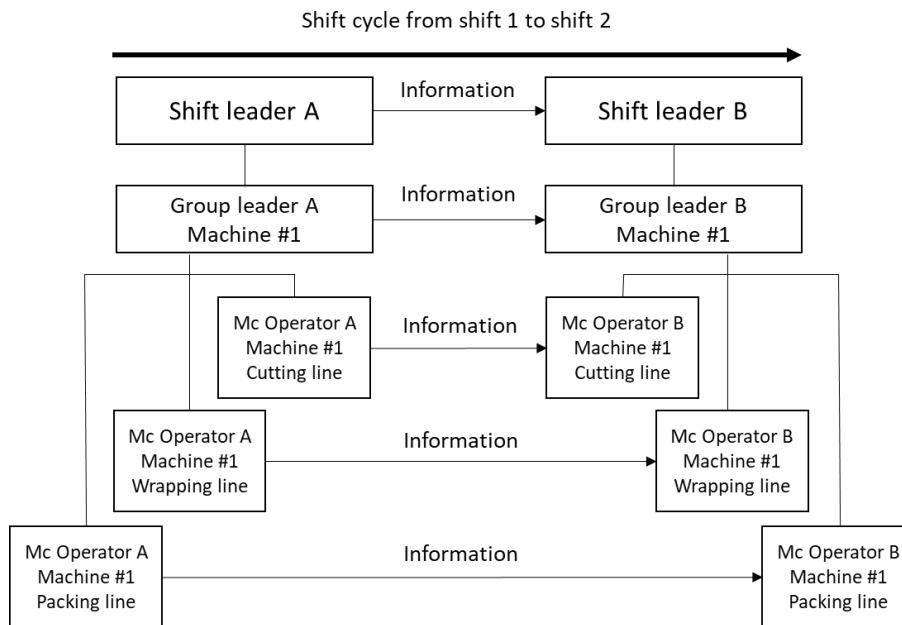 Shift cycle from shift 1 to shift 2
Shift leader A
Information
Shift leader B
Group leader A
Machine #1
Information
Group leader B
Machine #1
Mc Operator A
Machine #1
Cutting line
Information
Mc Operator B
Machine #1
Cutting line
Mc Operator A
Machine #1
Wrapping line
Information
Mc Operator B
Machine #1
Wrapping line
Mc Operator A
Machine #1
Packing line
Information
Mc Operator B
Machine #1
Packing line